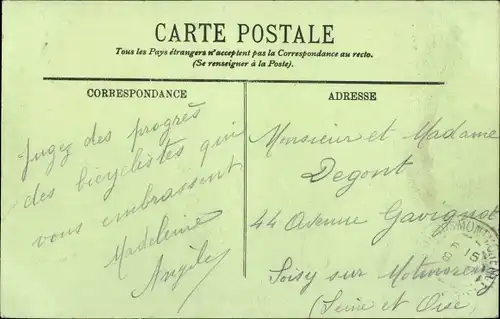 CARTE POSTALE
Tous les Pays étrangers n'acceptent pas la Correspondance au recto.
(Se renseigner à la Poste).
CORRESPONDANCE
Jugez des progrès
des bicyclistes qui
vous embrassent
Madeleine
Angèle
ADRESSE
Monsieur et Madame
Degont
44 Avenue Gavignot
Soisy sur Motmorency
(Seine et Oise)